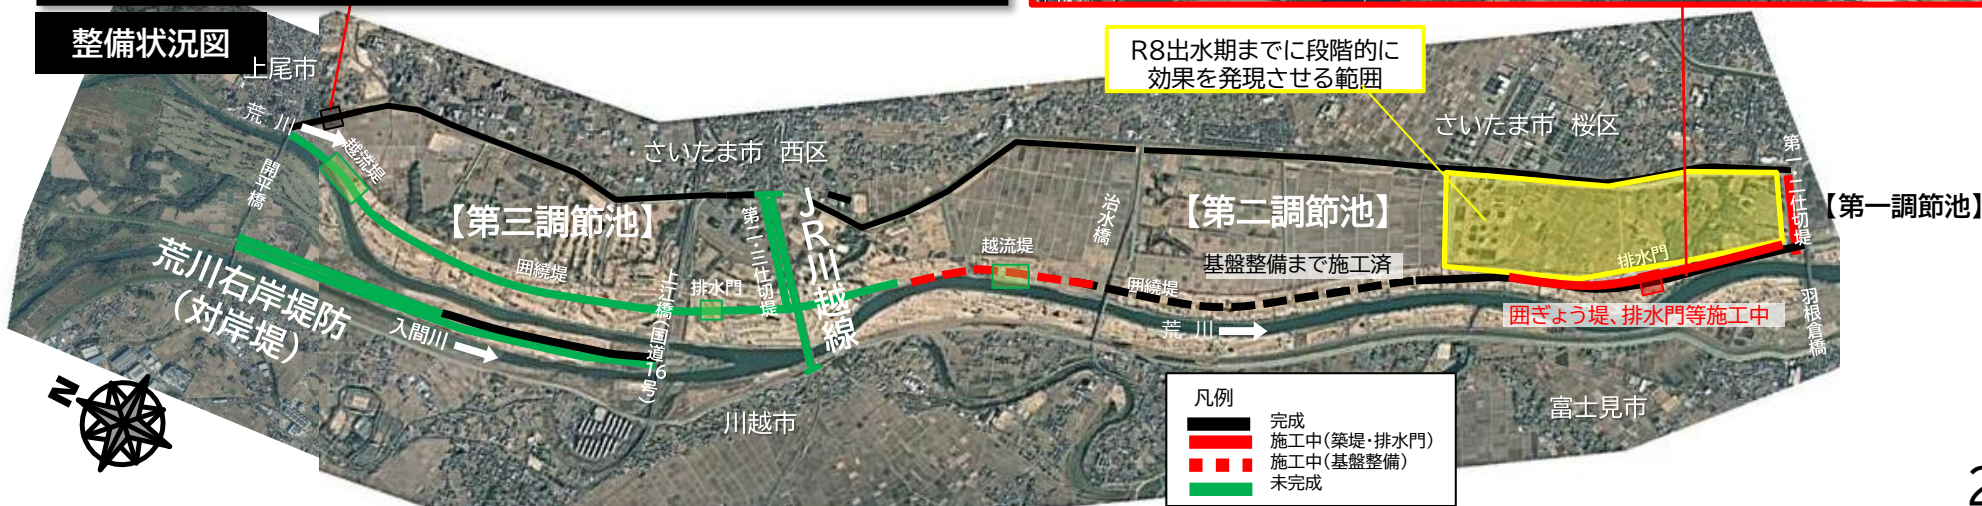 整備状況図
R8出水期までに段階的に
効果を発現させる範囲
上尾市
荒 川
越流堤
開平橋
さいたま市 西区
さいたま市 桜区
【第三調節池】
【第二調節池】
【第一調節池】
第一・二仕切堤
第二・三仕切堤
JR川越線
治水橋
囲繞堤
排水門
上江橋(国道16号)
越流堤
基盤整備まで施工済
囲繞堤
荒 川
排水門
囲ぎょう堤、排水門等施工中
羽根倉橋
荒川右岸堤防
(対岸堤)
入間川
N
川越市
富士見市
凡例
完成
施工中(築堤・排水門)
施工中(基盤整備)
未完成